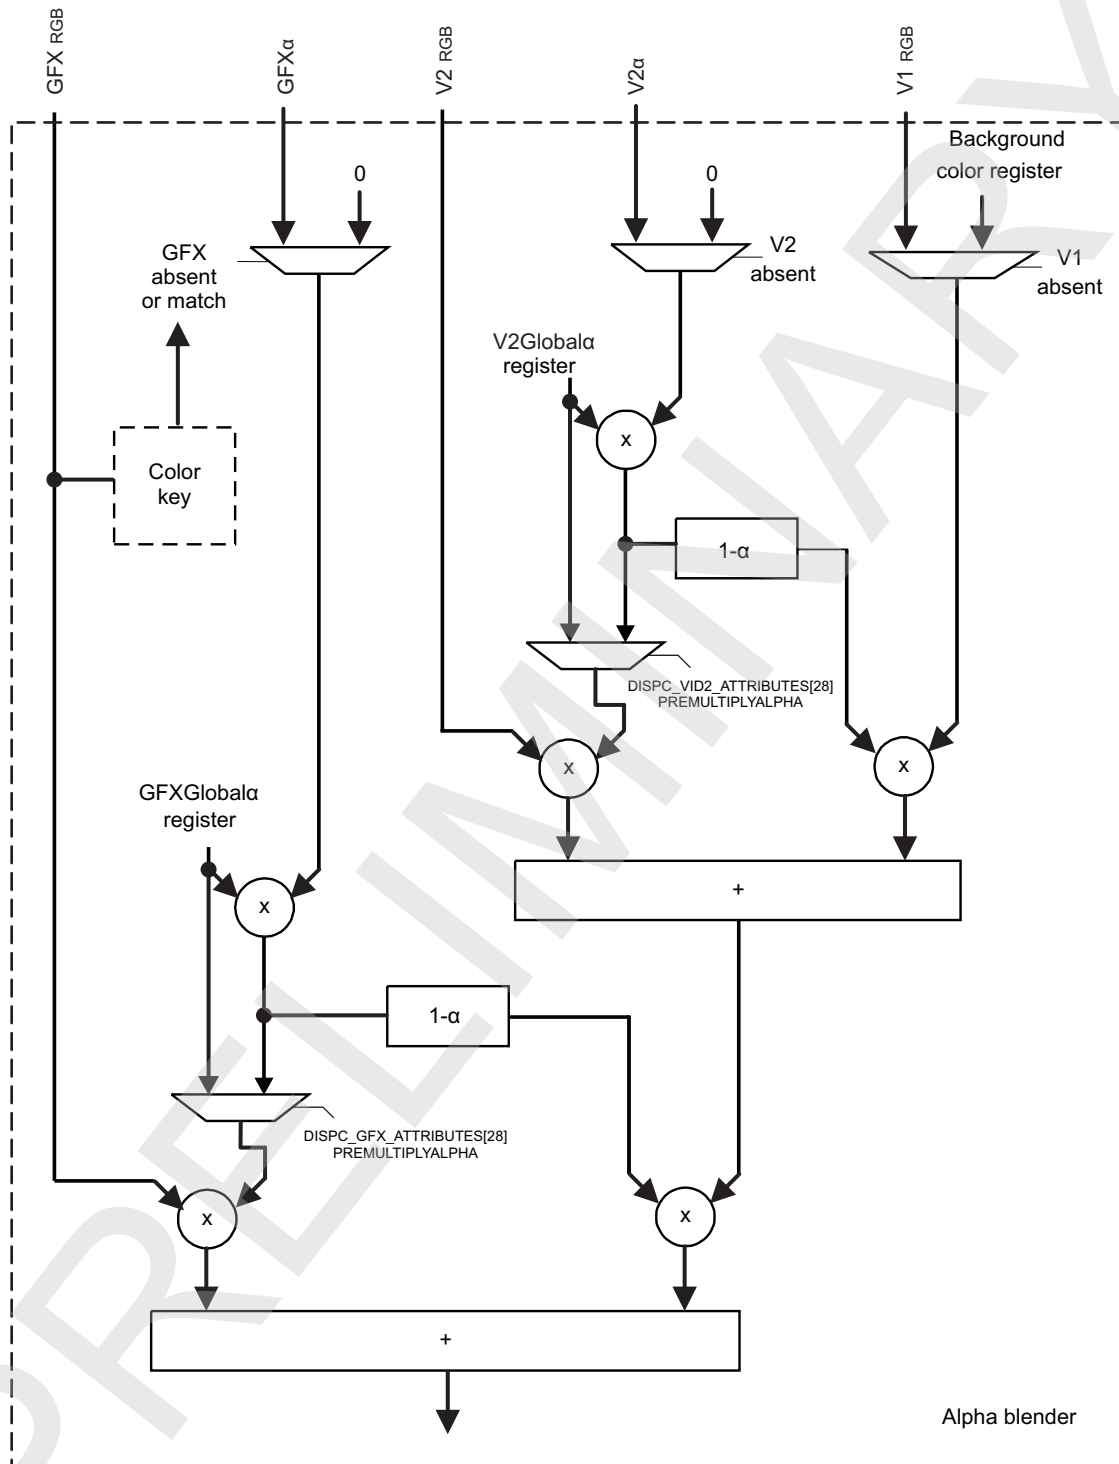 GFX RGB
GFXα
V2 RGB
V2α
V1 RGB
Background
color register
0
0
GFX
absent
or match
V2
absent
V1
absent
V2Globalα
register
x
Color
key
1-α
DISPC_VID2_ATTRIBUTES[28]
PREMULTIPLYALPHA
x
x
GFXGlobalα
register
x
+
1-α
DISPC_GFX_ATTRIBUTES[28]
PREMULTIPLYALPHA
x
x
+
Alpha blender
PRELIMINARY